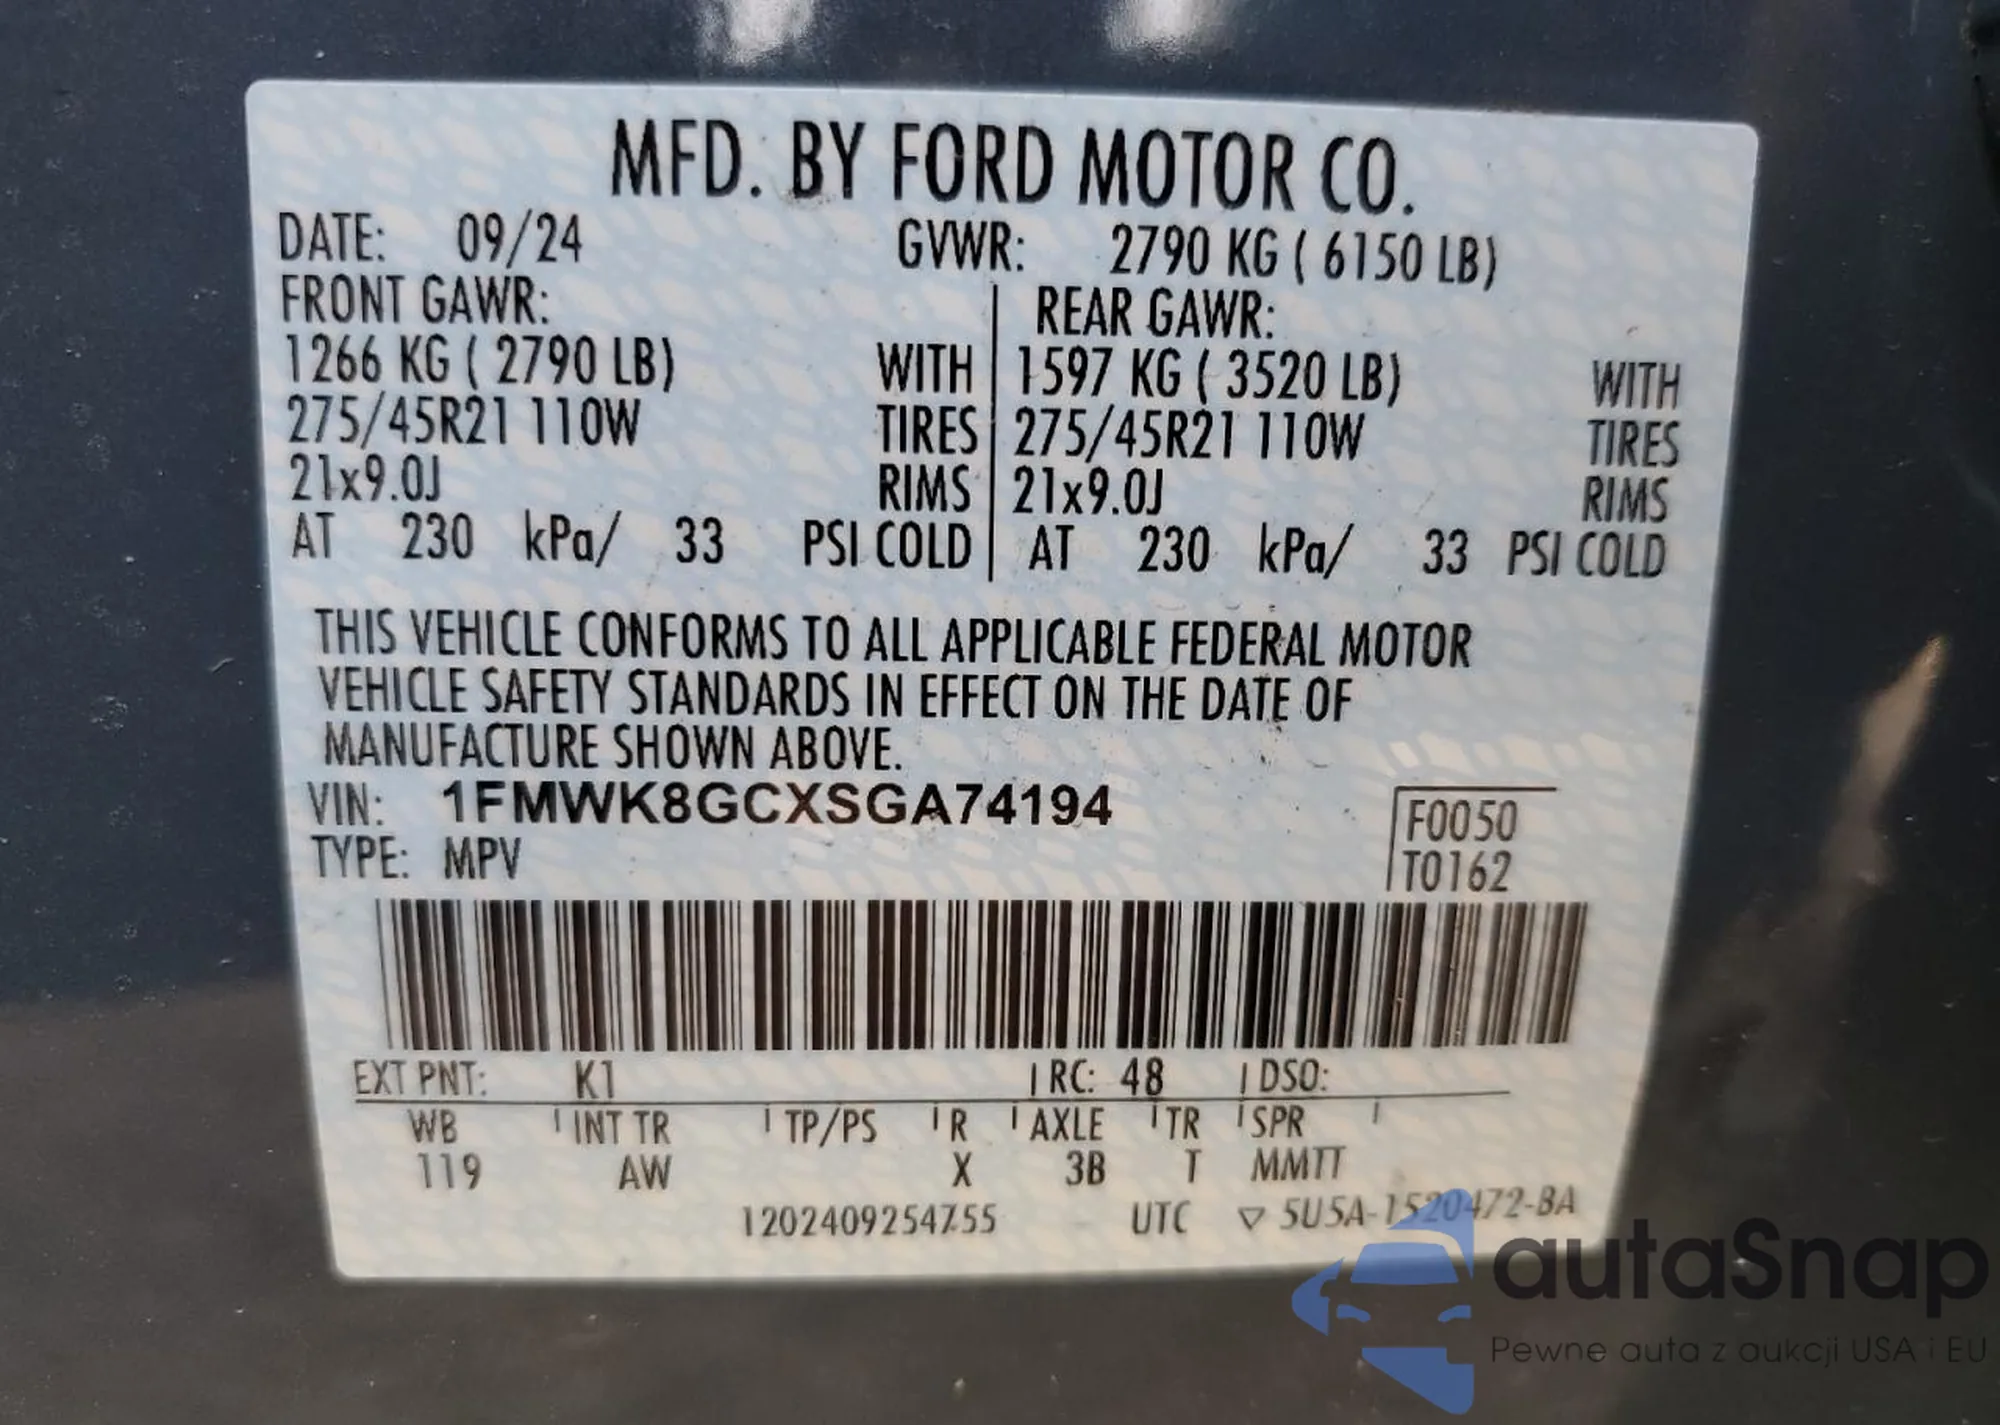 MFD. BY FORD MOTOR CO.
DATE: 09/24 GVWR: 2790 KG ( 6150 LB)
FRONT GAWR: REAR GAWR:
1266 KG ( 2790 LB) WITH 1597 KG ( 3520 LB) WITH
275/45R21 110W TIRES 275/45R21 110W TIRES
21x9.0J RIMS 21x9.0J RIMS
AT 230 kPa/ 33 PSI COLD AT 230 kPa/ 33 PSI COLD
THIS VEHICLE CONFORMS TO ALL APPLICABLE FEDERAL MOTOR
VEHICLE SAFETY STANDARDS IN EFFECT ON THE DATE OF
MANUFACTURE SHOWN ABOVE.
VIN: 1FMWK8GCXSGA74194 F0050
TYPE: MPV T0162
EXT PNT: K1 RC: 48 DSO:
WB INT TR TP/PS R AXLE TR SPR
119 AW X 3B T MMTT
1202409254755 UTC ▽ 5U5A-1520472-BA
autaSnap
Pewne auta z aukcji USA i EU